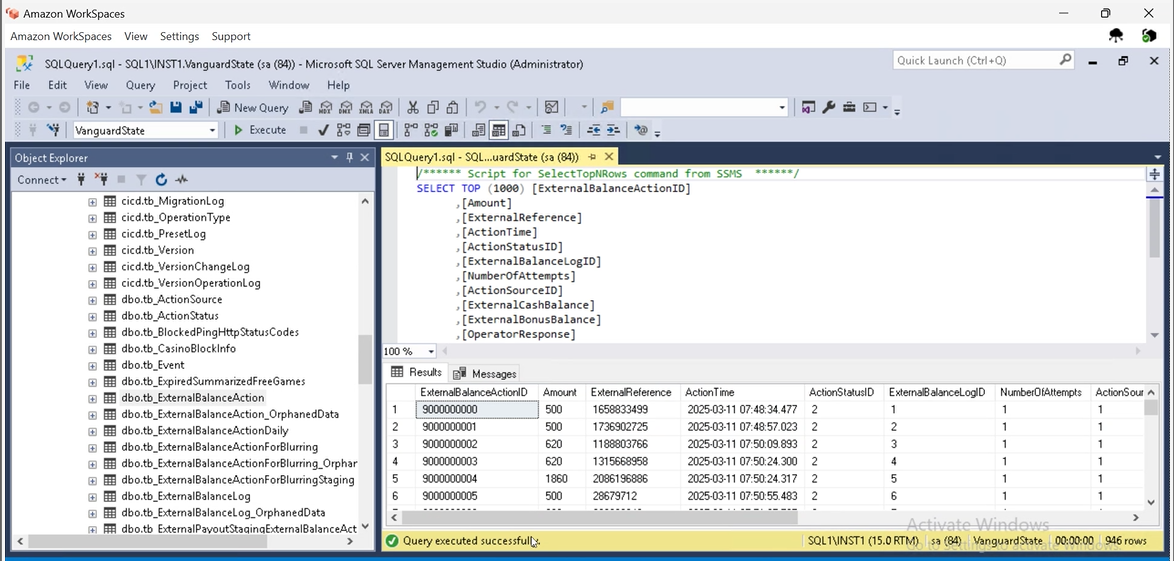 Amazon WorkSpaces
Amazon WorkSpaces View Settings Support
SQLQuery1.sql - SQL1\INST1.VanguardState (sa (84)) - Microsoft SQL Server Management Studio (Administrator)
Quick Launch (Ctrl+Q)
File Edit View Query Project Tools Window Help
New Query
VanguardState Execute
Object Explorer
Connect
cicd.tb_MigrationLog
cicd.tb_OperationType
cicd.tb_PresetLog
cicd.tb_Version
cicd.tb_VersionChangeLog
cicd.tb_VersionOperationLog
dbo.tb_ActionSource
dbo.tb_ActionStatus
dbo.tb_BlockedPingHttpStatusCodes
dbo.tb_CasinoBlockInfo
dbo.tb_Event
dbo.tb_ExpiredSummarizedFreeGames
dbo.tb_ExternalBalanceAction
dbo.tb_ExternalBalanceAction_OrphanedData
dbo.tb_ExternalBalanceActionDaily
dbo.tb_ExternalBalanceActionForBlurring
dbo.tb_ExternalBalanceActionForBlurring_Orphar
dbo.tb_ExternalBalanceActionForBlurringStaging
dbo.tb_ExternalBalanceLog
dbo.tb_ExternalBalanceLog_OrphanedData
dbo.tb_ExternalPayoutStagingExternalBalanceAct
SQLQuery1.sql - SQL...uardState (sa (84))
/****** Script for SelectTopNRows command from SSMS ******/
SELECT TOP (1000) [ExternalBalanceActionID]
,[Amount]
,[ExternalReference]
,[ActionTime]
,[ActionStatusID]
,[ExternalBalanceLogID]
,[NumberOfAttempts]
,[ActionSourceID]
,[ExternalCashBalance]
,[ExternalBonusBalance]
,[OperatorResponse]
100 %
Results Messages
ExternalBalanceActionID Amount ExternalReference ActionTime ActionStatusID ExternalBalanceLogID NumberOfAttempts ActionSour
1 9000000000 500 1658833499 2025-03-11 07:48:34.477 2 1 1 1
2 9000000001 500 1736902725 2025-03-11 07:48:57.023 2 2 1 1
3 9000000002 620 1188803766 2025-03-11 07:50:09.893 2 3 1 1
4 9000000003 620 1315668958 2025-03-11 07:50:24.300 2 4 1 1
5 9000000004 1860 2086196886 2025-03-11 07:50:24.317 2 5 1 1
6 9000000005 500 28679712 2025-03-11 07:50:55.483 2 6 1 1
Activate Windows
Go to Settings to activate Windows.
Query executed successfully. SQL1\INST1 (15.0 RTM) sa (84) VanguardState 00:00:00 946 rows